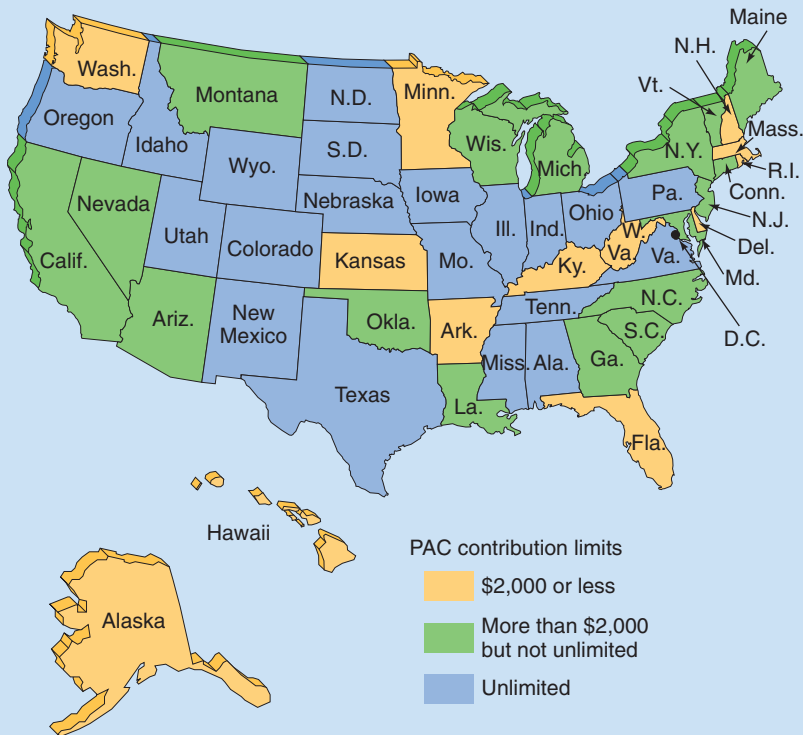 Maine
N.H.
Wash.
Vt.
Montana
N.D.
Minn.
Oregon
Mass.
Idaho
Wis.
N.Y.
S.D.
Mich.
R.I.
Wyo.
Conn.
Nebraska
Iowa
Pa.
Nevada
N.J.
Ill.
Ind.
Ohio
Utah
Colorado
W.
Va.
Del.
Calif.
Kansas
Mo.
Ky.
Va.
Md.
N.C.
Tenn.
Ariz.
New
Mexico
Okla.
Ark.
S.C.
D.C.
Miss.
Ala.
Ga.
Texas
La.
Fla.
Hawaii
Alaska
PAC contribution limits
$2,000 or less
More than $2,000
but not unlimited
Unlimited